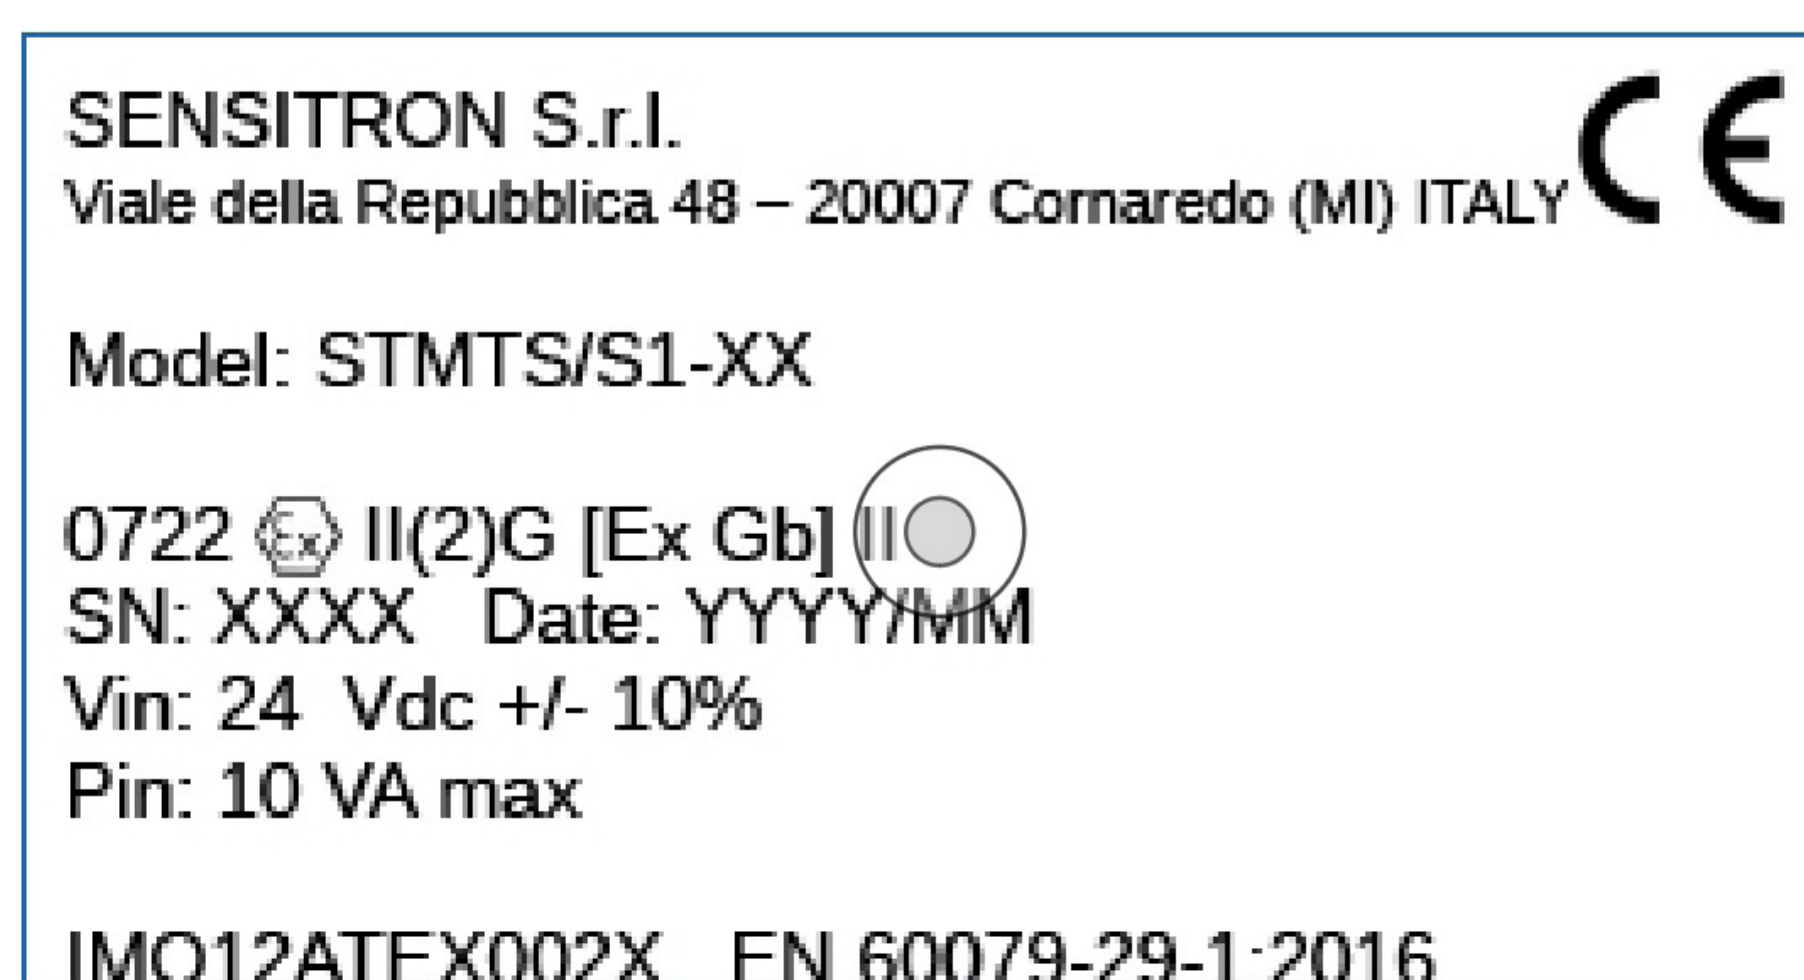 SENSITRON S.r.l.
Viale della Repubblica 48 – 20007 Cornaredo (MI) ITALY CE
Model: STMTS/S1-XX
0722 Ex II(2)G [Ex Gb] II
SN: XXXX Date: YYYY/MM
Vin: 24 Vdc +/- 10%
Pin: 10 VA max
IMQ12ATEX002X EN 60079-29-1:2016